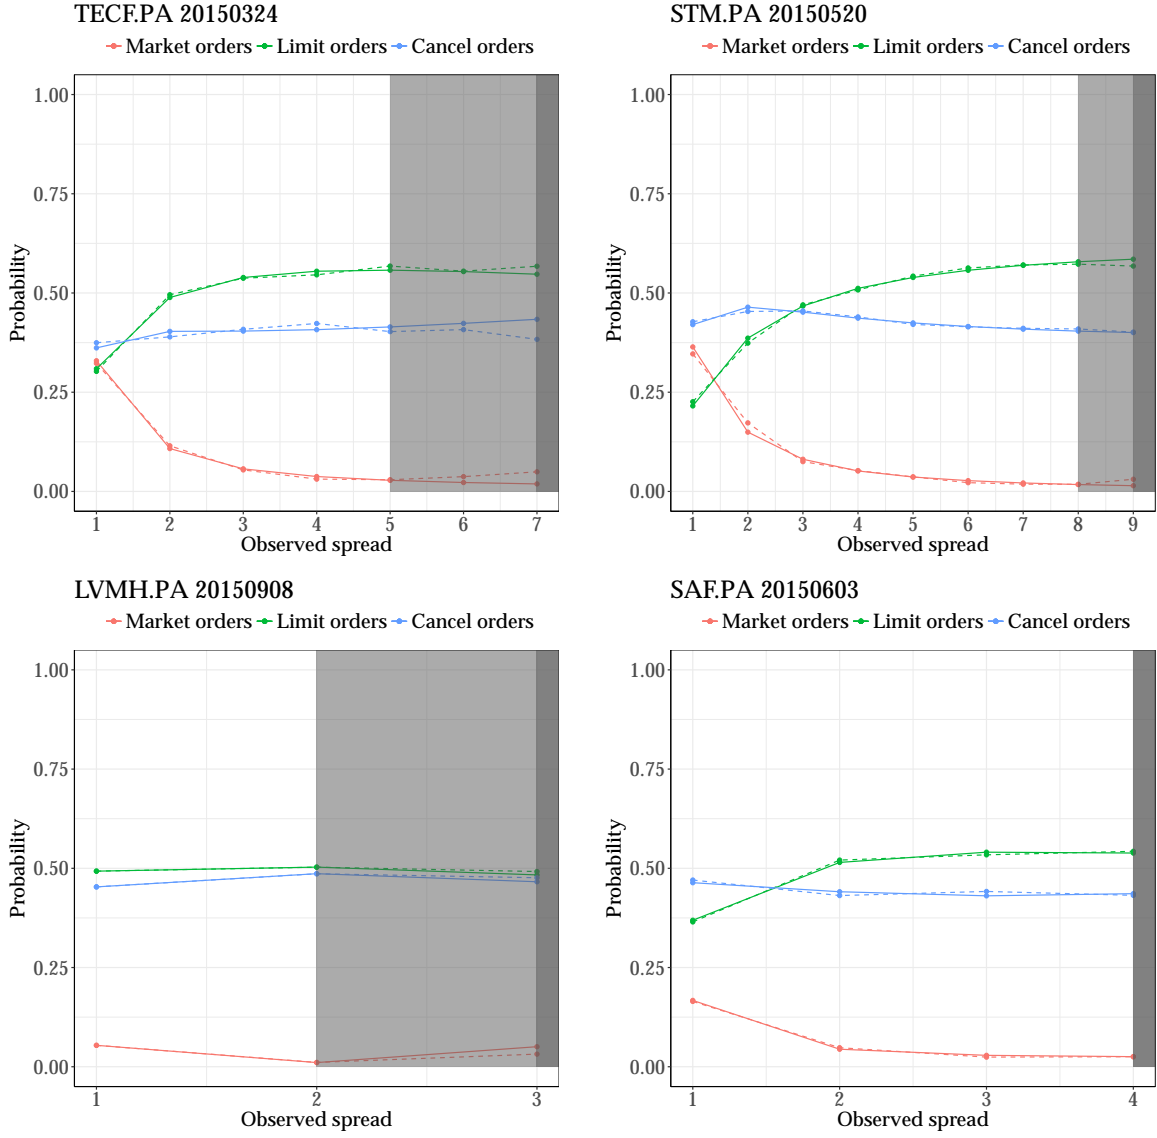 TECF.PA 20150324
Market orders Limit orders Cancel orders
1.00
0.75
0.50
0.25
0.00
Probability
1 2 3 4 5 6 7
Observed spread
STM.PA 20150520
Market orders Limit orders Cancel orders
1.00
0.75
0.50
0.25
0.00
Probability
1 2 3 4 5 6 7 8 9
Observed spread
LVMH.PA 20150908
Market orders Limit orders Cancel orders
1.00
0.75
0.50
0.25
0.00
Probability
1 2 3
Observed spread
SAF.PA 20150603
Market orders Limit orders Cancel orders
1.00
0.75
0.50
0.25
0.00
Probability
1 2 3 4
Observed spread